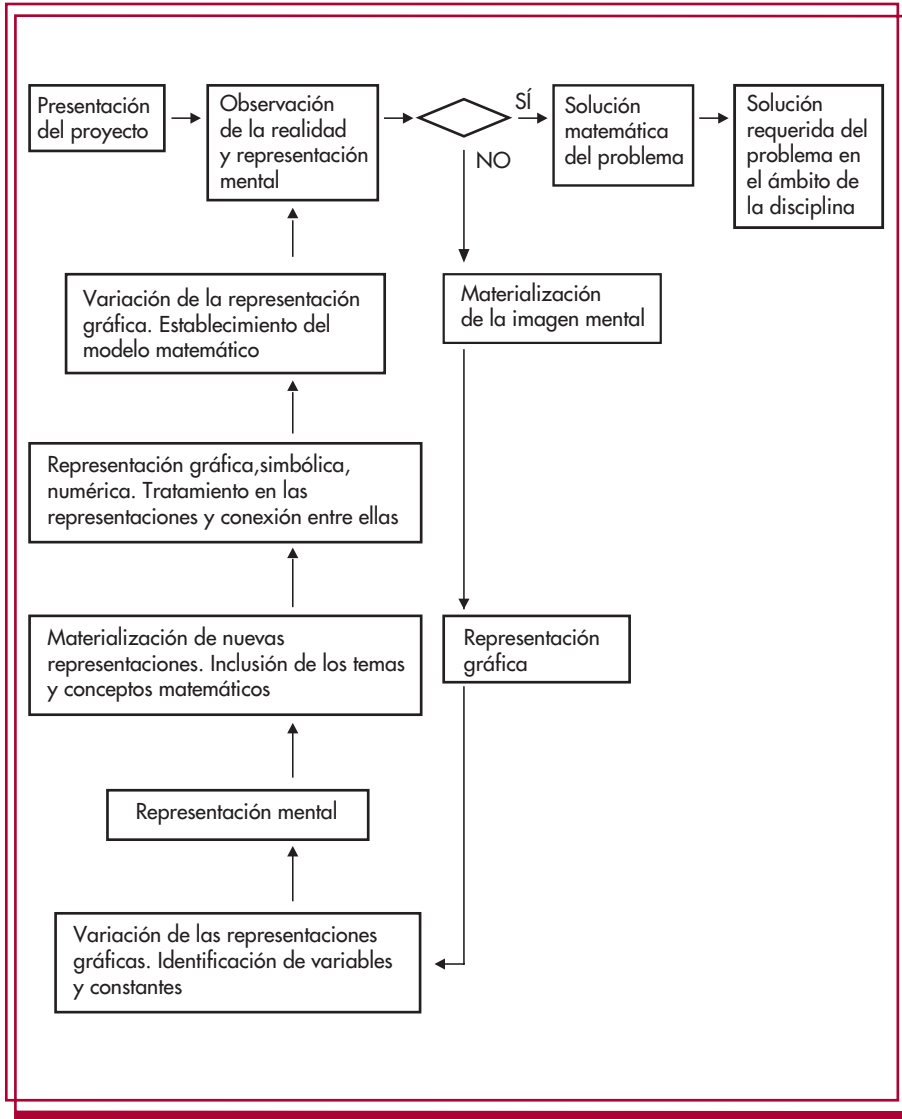 Presentación
del proyecto
Observación
de la realidad
y representación
mental
SÍ
NO
Solución
matemática
del problema
Solución
requerida del
problema en
el ámbito de
la disciplina
Materialización
de la imagen mental
Representación
gráfica
Variación de las representaciones
gráficas. Identificación de variables
y constantes
Representación mental
Materialización de nuevas
representaciones. Inclusión de los temas
y conceptos matemáticos
Representación gráfica,simbólica,
numérica. Tratamiento en las
representaciones y conexión entre ellas
Variación de la representación
gráfica. Establecimiento del
modelo matemático